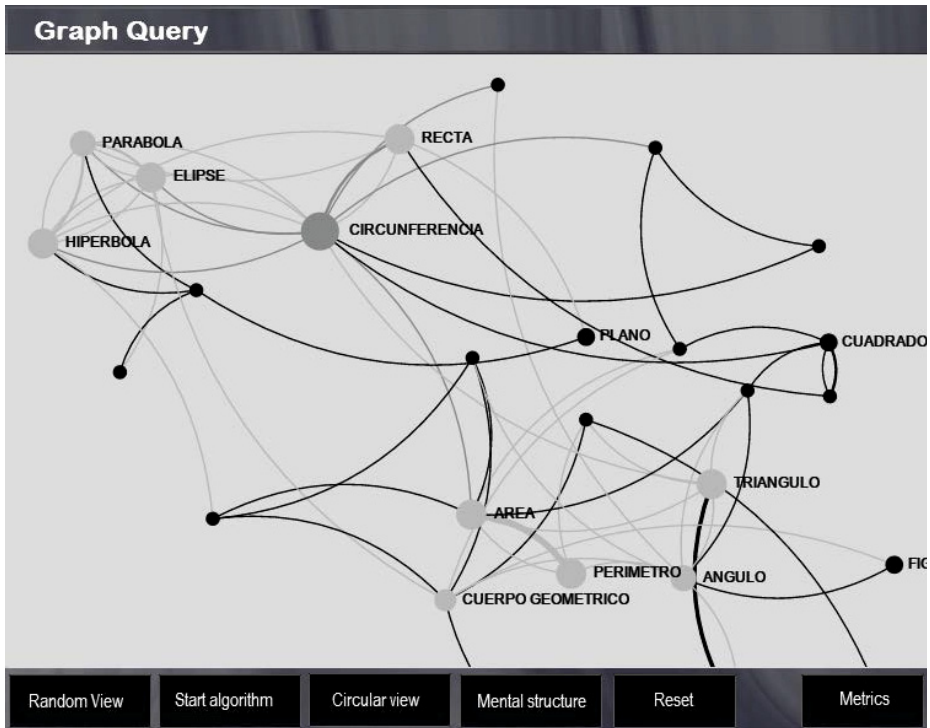 Graph Query
PARABOLA
RECTA
ELIPSE
CIRCUNFERENCIA
HIPERBOLA
PLANO
CUADRADO
TRIANGULO
AREA
FIG
PERIMETRO
ANGULO
CUERPO GEOMETRICO
Random View
Start algorithm
Circular view
Mental structure
Reset
Metrics